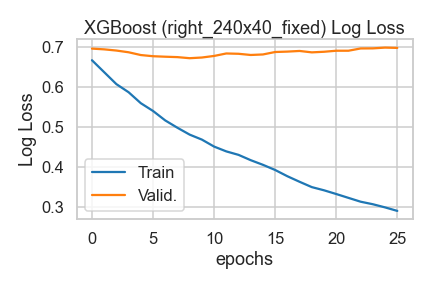 XGBoost (right_240x40_fixed) Log Loss
0.7
0.6
0.5
0.4
0.3
Log Loss
Train
Valid.
0 5 10 15 20 25
epochs